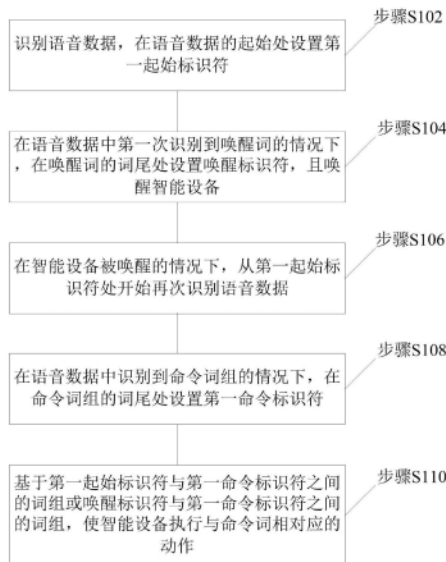 步骤S102
识别语音数据，在语音数据的起始处设置第
一起始标识符
步骤S104
在语音数据中第一次识别到唤醒词的情况下
，在唤醒词的词尾处设置唤醒标识符，且唤
醒智能设备
步骤S106
在智能设备被唤醒的情况下，从第一起始标
识符处开始再次识别语音数据
步骤S108
在语音数据中识别到命令词组的情况下，在
命令词组的词尾处设置第一命令标识符
步骤S110
基于第一起始标识符与第一命令标识符之间
的词组或唤醒标识符与第一命令标识符之间
的词组，使智能设备执行与命令词相对应的
动作